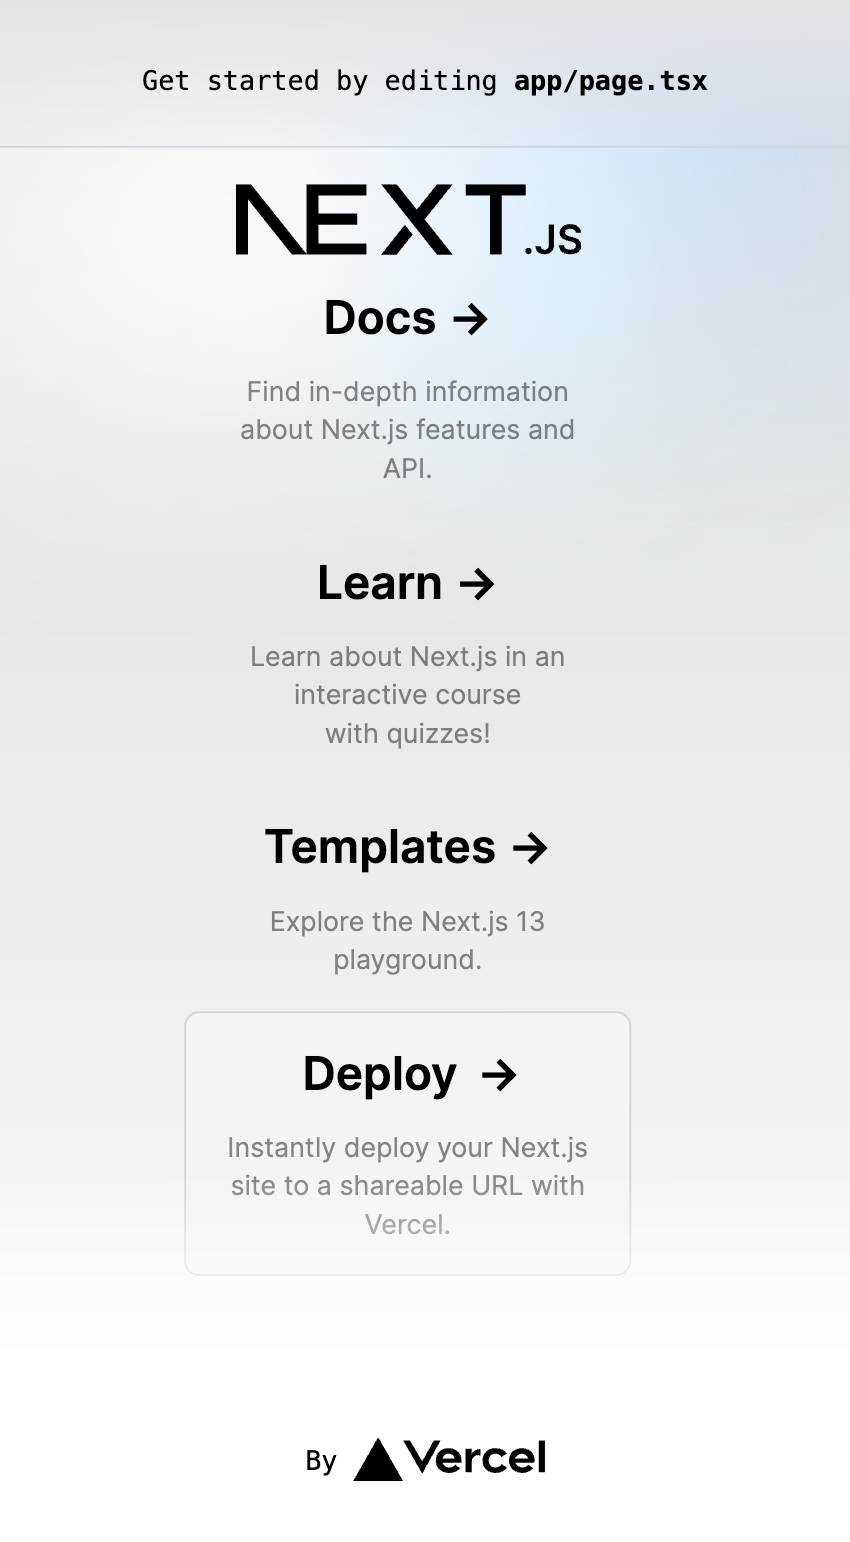 Get started by editing app/page.tsx
NEXT.JS
Docs →
Find in-depth information
about Next.js features and
API.
Learn →
Learn about Next.js in an
interactive course
with quizzes!
Templates →
Explore the Next.js 13
playground.
Deploy →
Instantly deploy your Next.js
site to a shareable URL with
Vercel.
By Vercel